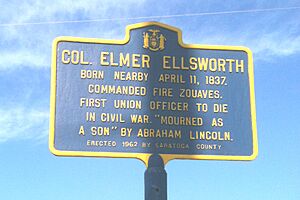 COL. ELMER ELLSWORTH
BORN NEARBY APRIL 11, 1837.
COMMANDED FIRE ZOUAVES.
FIRST UNION OFFICER TO DIE
IN CIVIL WAR. "MOURNED AS
A SON" BY ABRAHAM LINCOLN.
ERECTED 1962 BY SARATOGA COUNTY